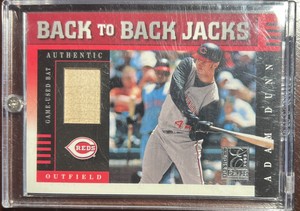 BACK TO BACK JACKS
AUTHENTIC
GAME-USED BAT
REDS
OUTFIELD
ADAM DUNN